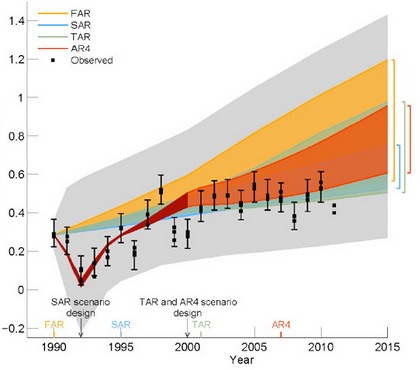 1.4
1.2
1
0.8
0.6
0.4
0.2
0
−0.2
FAR
SAR
TAR
AR4
Observed
SAR scenario
design
TAR and AR4 scenario
design
FAR SAR TAR AR4
1990 1995 2000 2005 2010 2015
Year